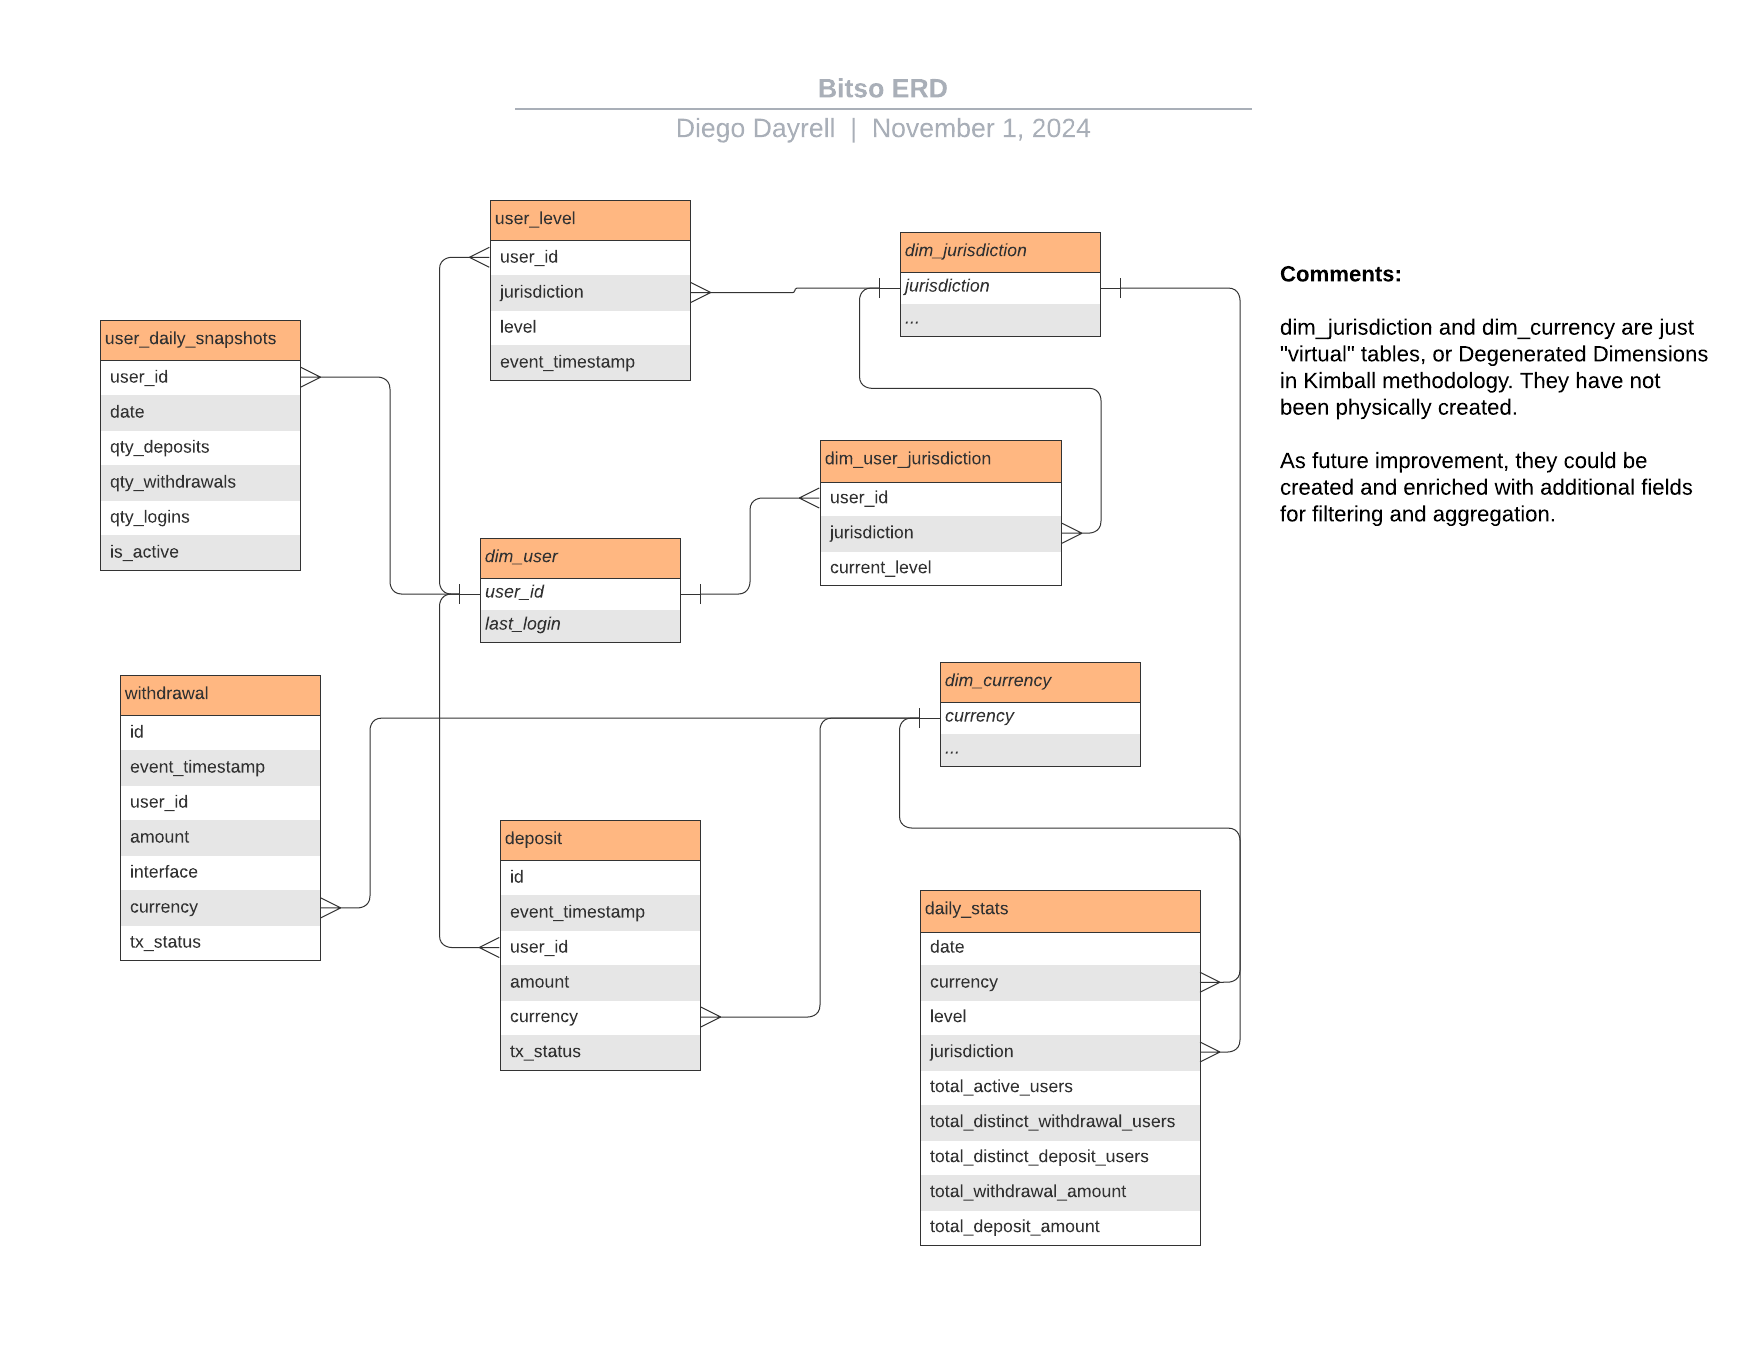 Bitso ERD
Diego Dayrell | November 1, 2024
user_level
user_id
jurisdiction
level
event_timestamp
dim_jurisdiction
jurisdiction
...
Comments:
dim_jurisdiction and dim_currency are just
"virtual" tables, or Degenerated Dimensions
in Kimball methodology. They have not
been physically created.
As future improvement, they could be
created and enriched with additional fields
for filtering and aggregation.
user_daily_snapshots
user_id
date
qty_deposits
qty_withdrawals
qty_logins
is_active
dim_user_jurisdiction
user_id
jurisdiction
current_level
dim_user
user_id
last_login
withdrawal
id
event_timestamp
user_id
amount
interface
currency
tx_status
dim_currency
currency
...
deposit
id
event_timestamp
user_id
amount
currency
tx_status
daily_stats
date
currency
level
jurisdiction
total_active_users
total_distinct_withdrawal_users
total_distinct_deposit_users
total_withdrawal_amount
total_deposit_amount